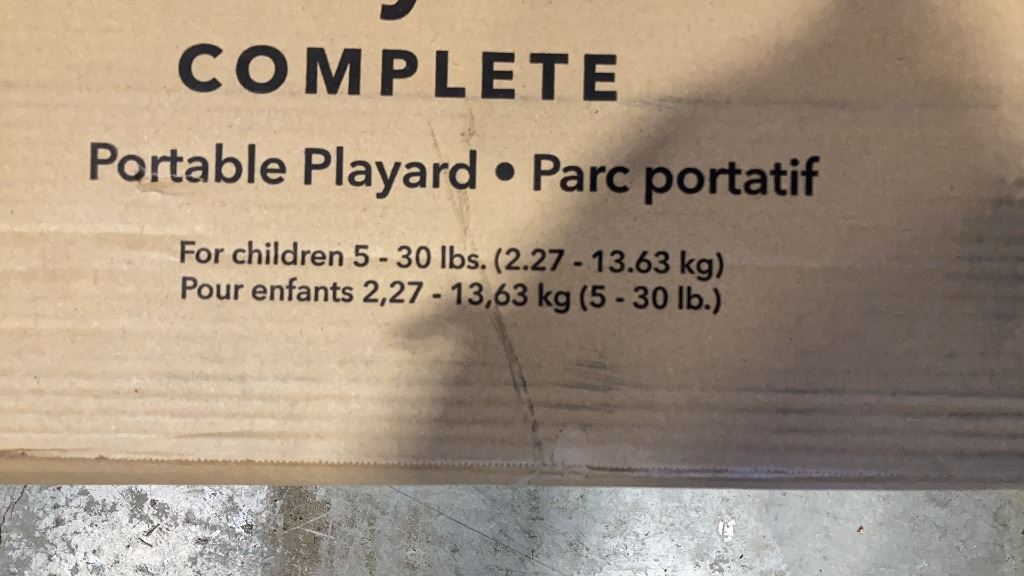 COMPLETE
Portable Playard • Parc portatif
For children 5 - 30 lbs. (2.27 - 13.63 kg)
Pour enfants 2,27 - 13,63 kg (5 - 30 lb.)